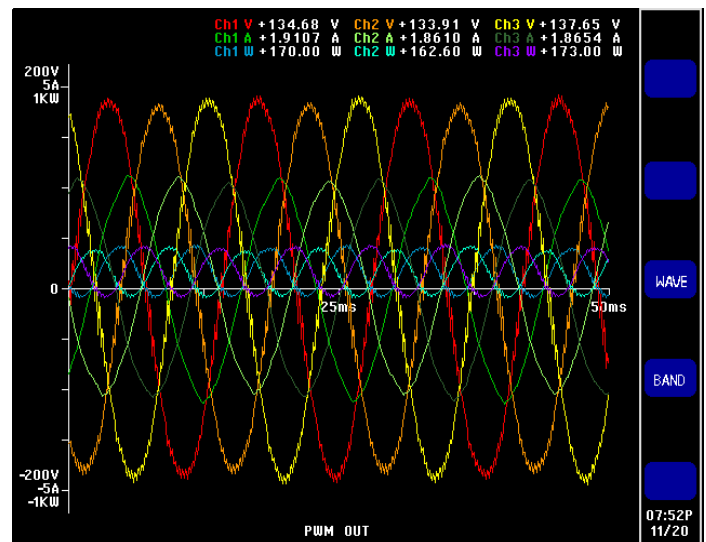 Ch1 V +134.68 V Ch2 V +133.91 V Ch3 V +137.65 V
Ch1 A +1.9107 A Ch2 A +1.8610 A Ch3 A +1.8654 A
Ch1 W +170.00 W Ch2 W +162.60 W Ch3 W +173.00 W
200V
5A
1KW
0
25ms
50ms
-200V
-5A
-1KW
PWM OUT
WAVE
BAND
07:52P
11/20